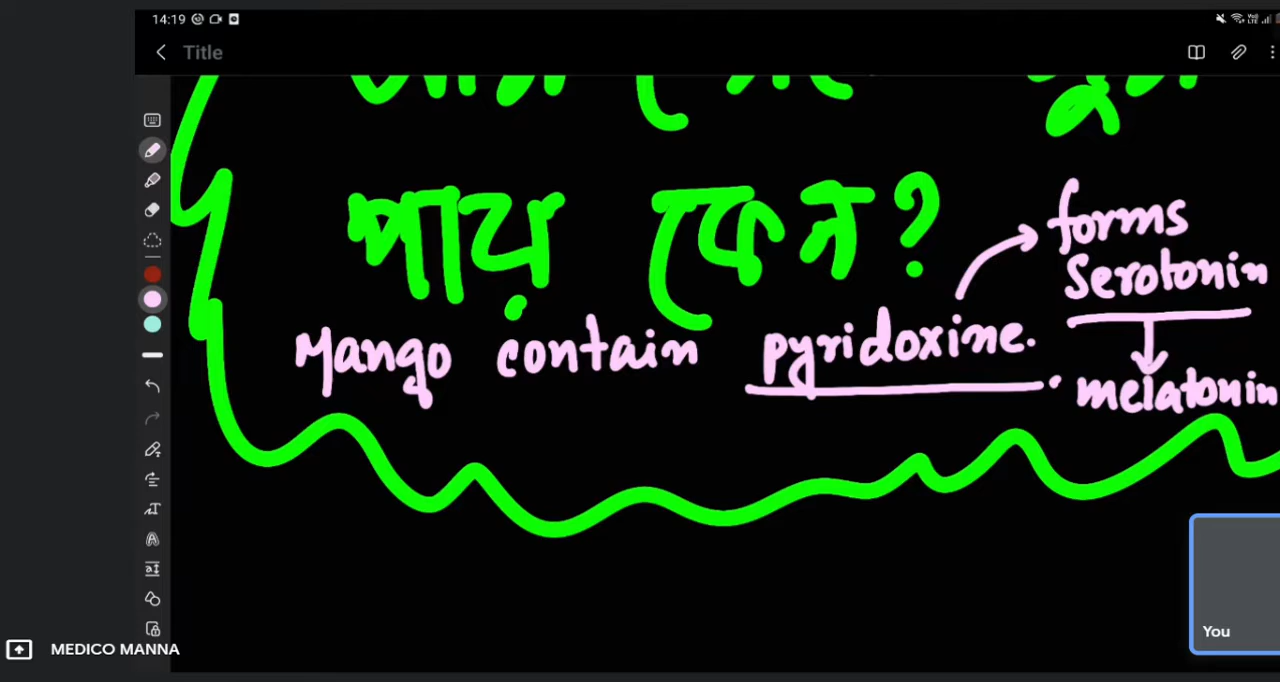 14:19
Title
পায় কেন?
forms
Serotonin
Mango contain pyridoxine.
melatonin
You
MEDICO MANNA